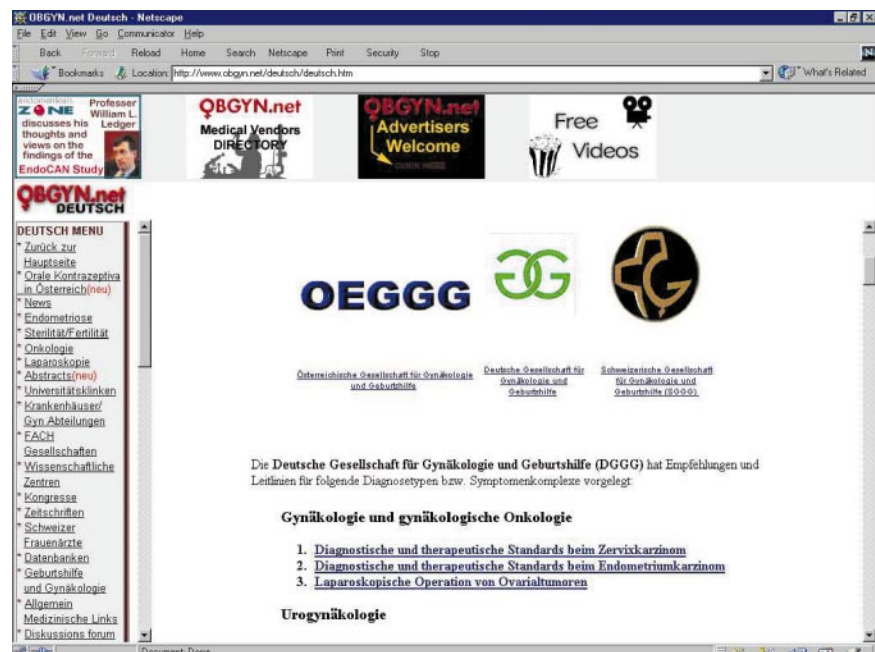 OBGYN.net Deutsch - Netscape
File Edit View Go Communicator Help
Back Forward Reload Home Search Netscape Print Security Stop
Bookmarks Location: http://www.obgyn.net/deutsch/deutsch.htm What's Related
endometriosis
ZONE
Professor
William L.
Ledger
discusses his
thoughts and
views on the
findings of the
EndoCAN Study
OBGYN.net
Medical Vendors
DIRECTORY
OBGYN.net
Advertisers
Welcome
CLICK HERE
Free
Videos
OBGYN.net
DEUTSCH
DEUTSCH MENU
* Zurück zur
Hauptseite
* Orale Kontrazeptiva
in Österreich(neu)
* News
* Endometriose
* Sterilität/Fertilität
* Onkologie
* Laparoskopie
* Abstracts(neu)
* Universitätsklinken
* Krankenhäuser/
Gyn Abteilungen
* FACH
Gesellschaften
* Wissenschaftliche
Zentren
* Kongresse
* Zeitschriften
* Schweizer
Frauenärzte
* Datenbanken
* Geburtshilfe
und Gynäkologie
* Allgemein
Medizinische Links
* Diskussions forum
OEGGG
Österreichische Gesellschaft für Gynäkologie
und Geburtshilfe
Deutsche Gesellschaft für
Gynäkologie und
Geburtshilfe
Schweizerische Gesellschaft
für Gynäkologie und
Geburtshilfe (SGGG)
Die Deutsche Gesellschaft für Gynäkologie und Geburtshilfe (DGGG) hat Empfehlungen und
Leitlinien für folgende Diagnosetypen bzw. Symptomenkomplexe vorgelegt:
Gynäkologie und gynäkologische Onkologie
1. Diagnostische und therapeutische Standards beim Zervixkarzinom
2. Diagnostische und therapeutische Standards beim Endometriumkarzinom
3. Laparoskopische Operation von Ovarialtumoren
Urogynäkologie
Document: Done